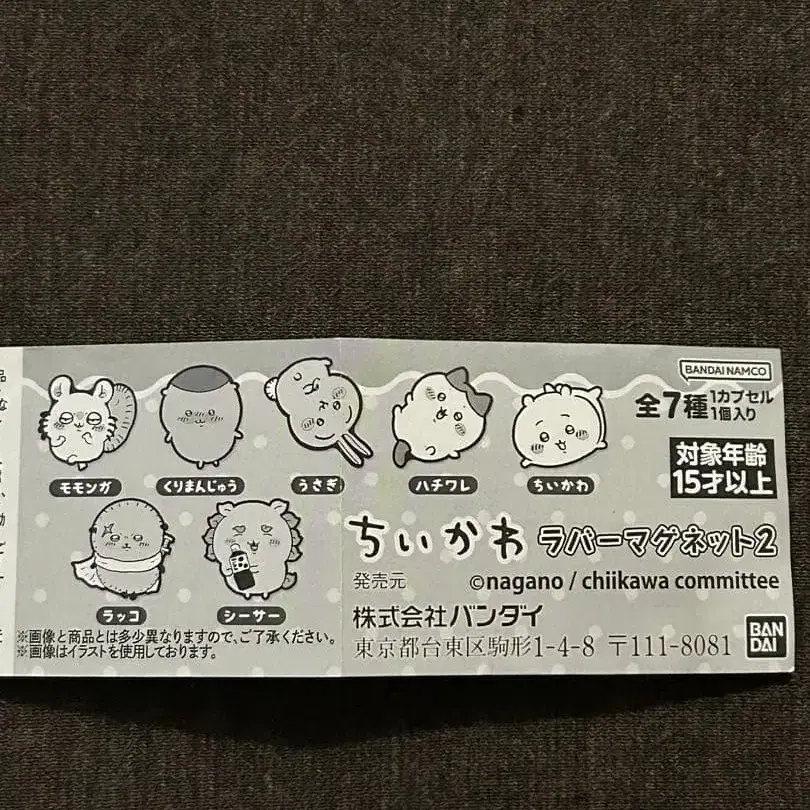 BANDAI NAMCO
全7種 1カプセル
1個入り
対象年齢
15才以上
モモンガ
くりまんじゅう
うさぎ
ハチワレ
ちいかわ
ラッコ
シーサー
ちいかわ ラバーマグネット2
©nagano / chiikawa committee
発売元
株式会社バンダイ
東京都台東区駒形1-4-8 〒111-8081
BAN
DAI
※画像と商品とは多少異なりますので、ご了承ください。
※画像はイラストを使用しております。